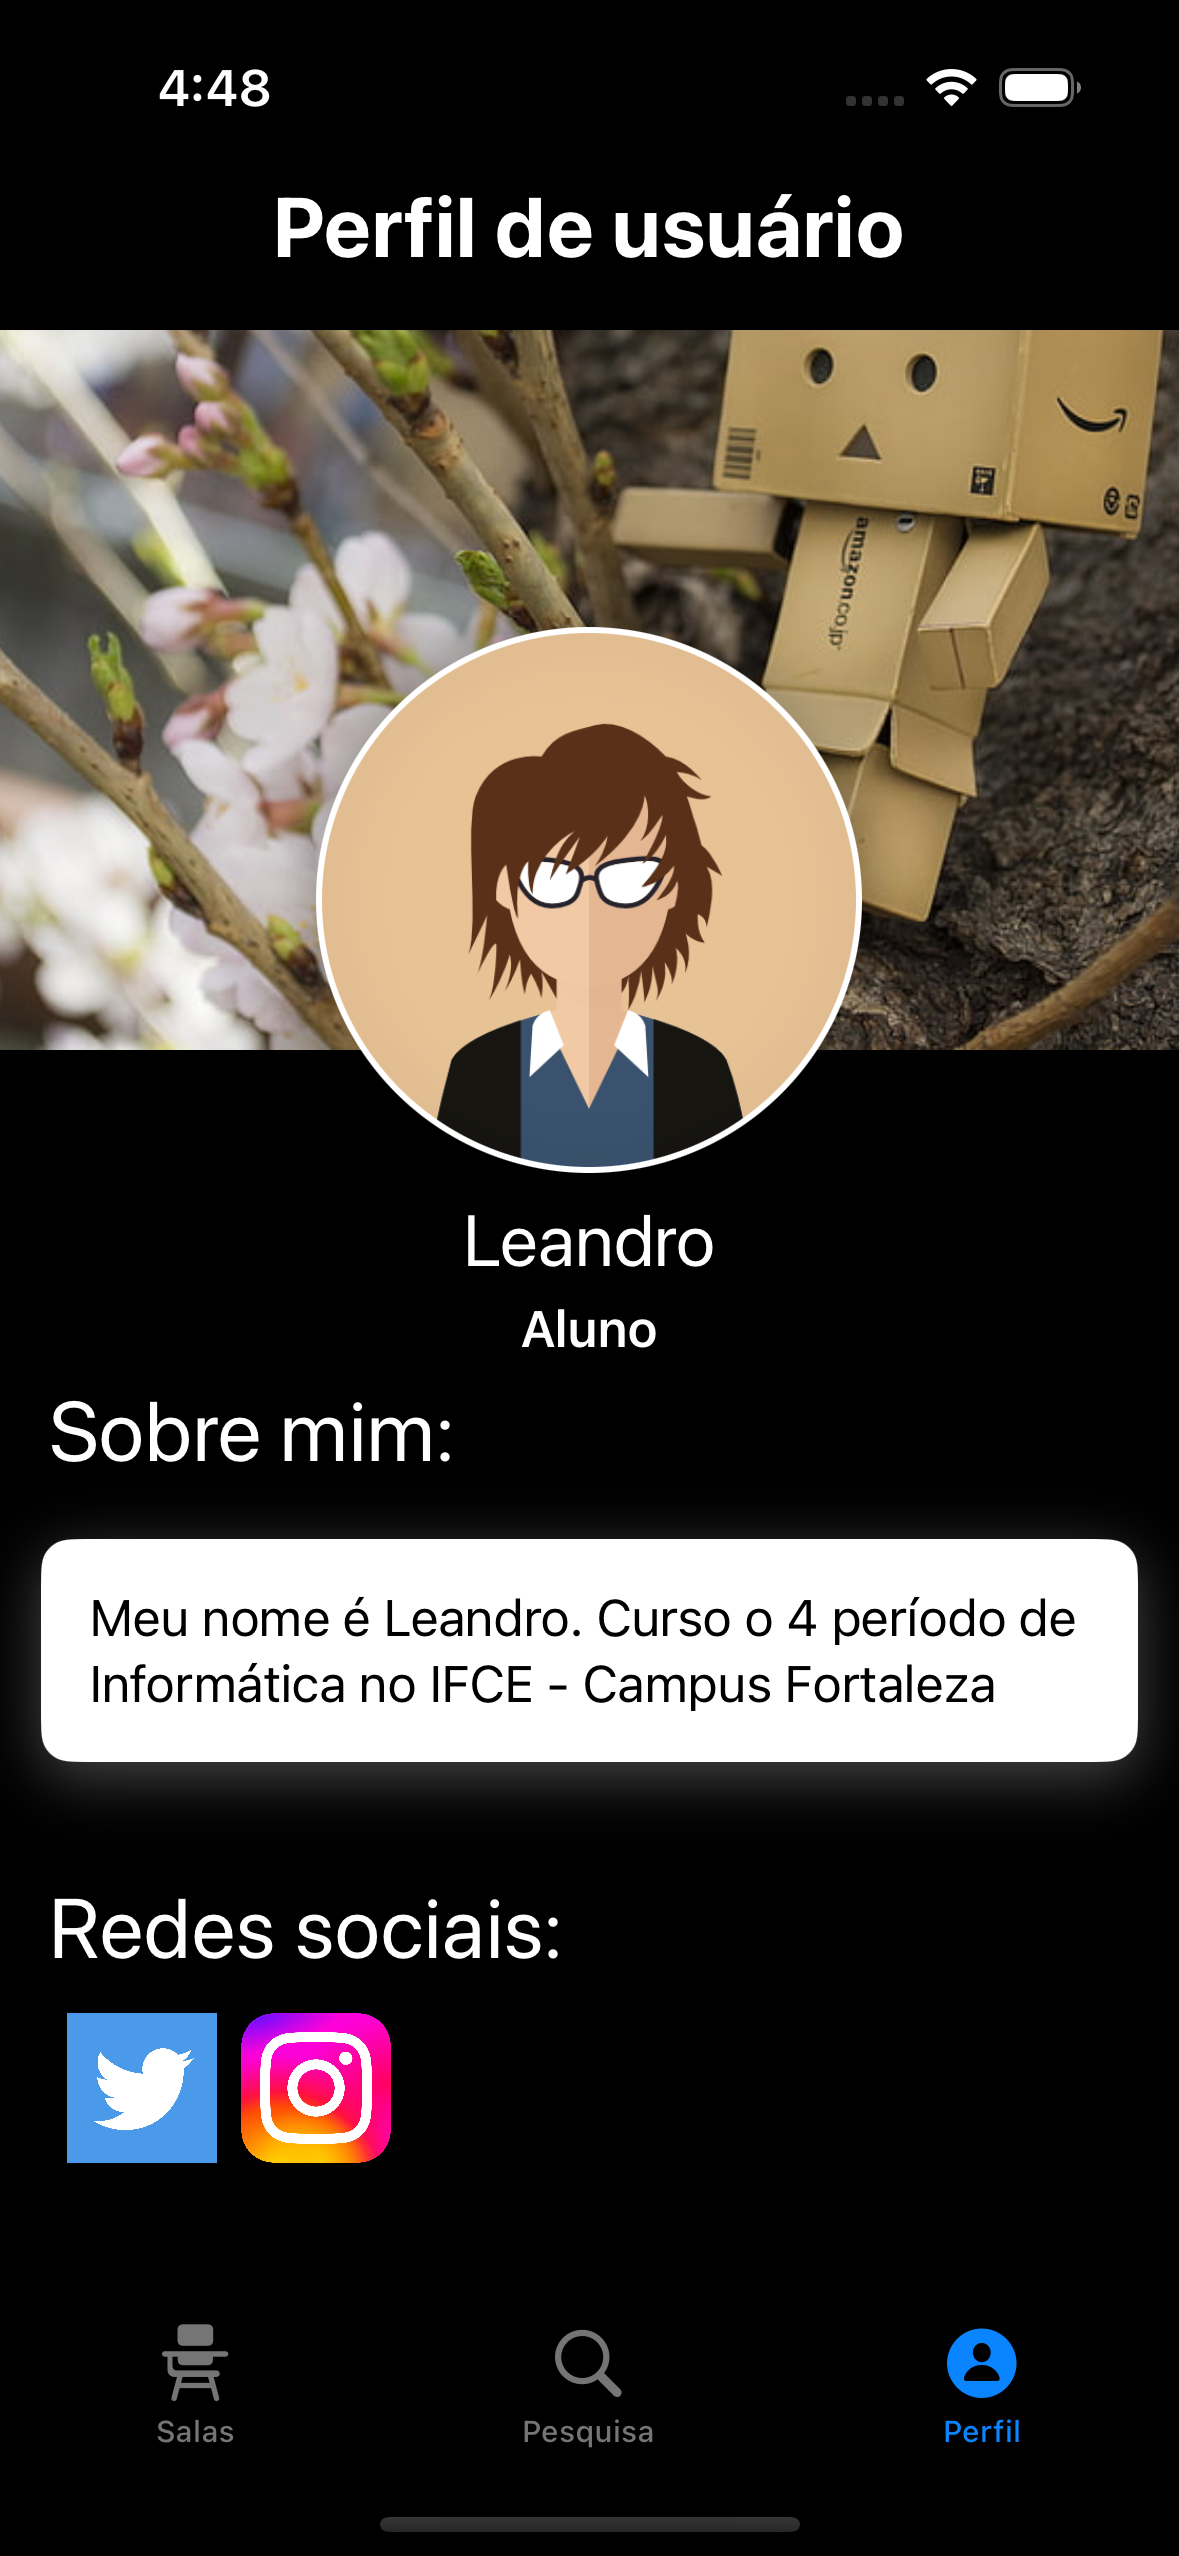 4:48
Perfil de usuário
amazon.co.jp
Leandro
Aluno
Sobre mim:
Meu nome é Leandro. Curso o 4 período de
Informática no IFCE - Campus Fortaleza
Redes sociais:
Salas
Pesquisa
Perfil